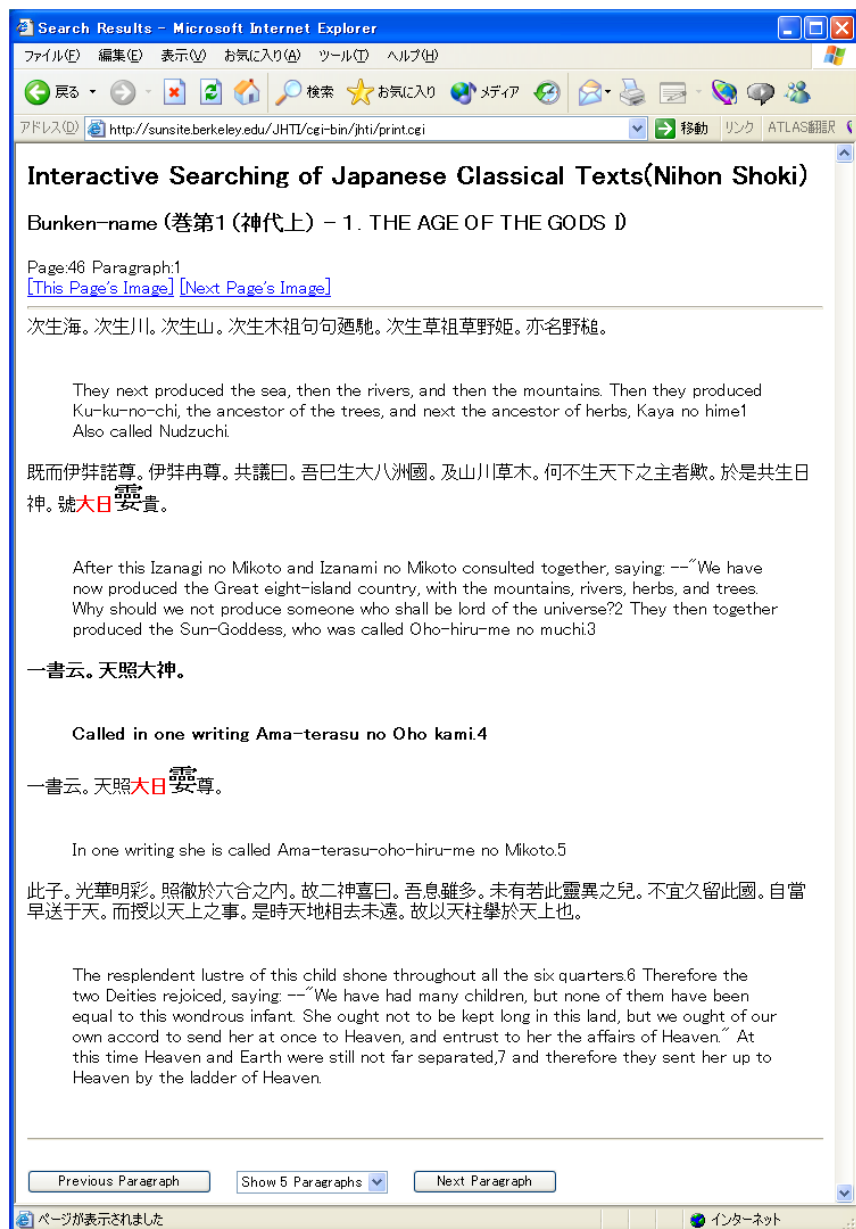 Search Results - Microsoft Internet Explorer
ファイル(F) 編集(E) 表示(V) お気に入り(A) ツール(T) ヘルプ(H)
戻る 検索 お気に入り メディア
アドレス(D) http://sunsite.berkeley.edu/JHTI/cgi-bin/jhti/print.cgi 移動 リンク ATLAS翻訳
Interactive Searching of Japanese Classical Texts(Nihon Shoki)
Bunken-name (巻第1(神代上) - 1. THE AGE OF THE GODS I)
Page:46 Paragraph:1
[This Page's Image] [Next Page's Image]
次生海。次生川。次生山。次生木祖句句廼馳。次生草祖草野姫。亦名野槌。
They next produced the sea, then the rivers, and then the mountains. Then they produced
Ku-ku-no-chi, the ancestor of the trees, and next the ancestor of herbs, Kaya no hime1
Also called Nudzuchi.
既而伊弉諾尊。伊弉冉尊。共議曰。吾巳生大八洲國。及山川草木。何不生天下之主者歟。於是共生日
神。號大日孁貴。
After this Izanagi no Mikoto and Izanami no Mikoto consulted together, saying: --"We have
now produced the Great eight-island country, with the mountains, rivers, herbs, and trees.
Why should we not produce someone who shall be lord of the universe?2 They then together
produced the Sun-Goddess, who was called Oho-hiru-me no muchi.3
一書云。天照大神。
Called in one writing Ama-terasu no Oho kami.4
一書云。天照大日孁尊。
In one writing she is called Ama-terasu-oho-hiru-me no Mikoto.5
此子。光華明彩。照徹於六合之内。故二神喜曰。吾息雖多。未有若此靈異之兒。不宜久留此國。自當
早送于天。而授以天上之事。是時天地相去未遠。故以天柱擧於天上也。
The resplendent lustre of this child shone throughout all the six quarters.6 Therefore the
two Deities rejoiced, saying: --"We have had many children, but none of them have been
equal to this wondrous infant. She ought not to be kept long in this land, but we ought of our
own accord to send her at once to Heaven, and entrust to her the affairs of Heaven." At
this time Heaven and Earth were still not far separated,7 and therefore they sent her up to
Heaven by the ladder of Heaven.
Previous Paragraph Show 5 Paragraphs Next Paragraph
ページが表示されました インターネット